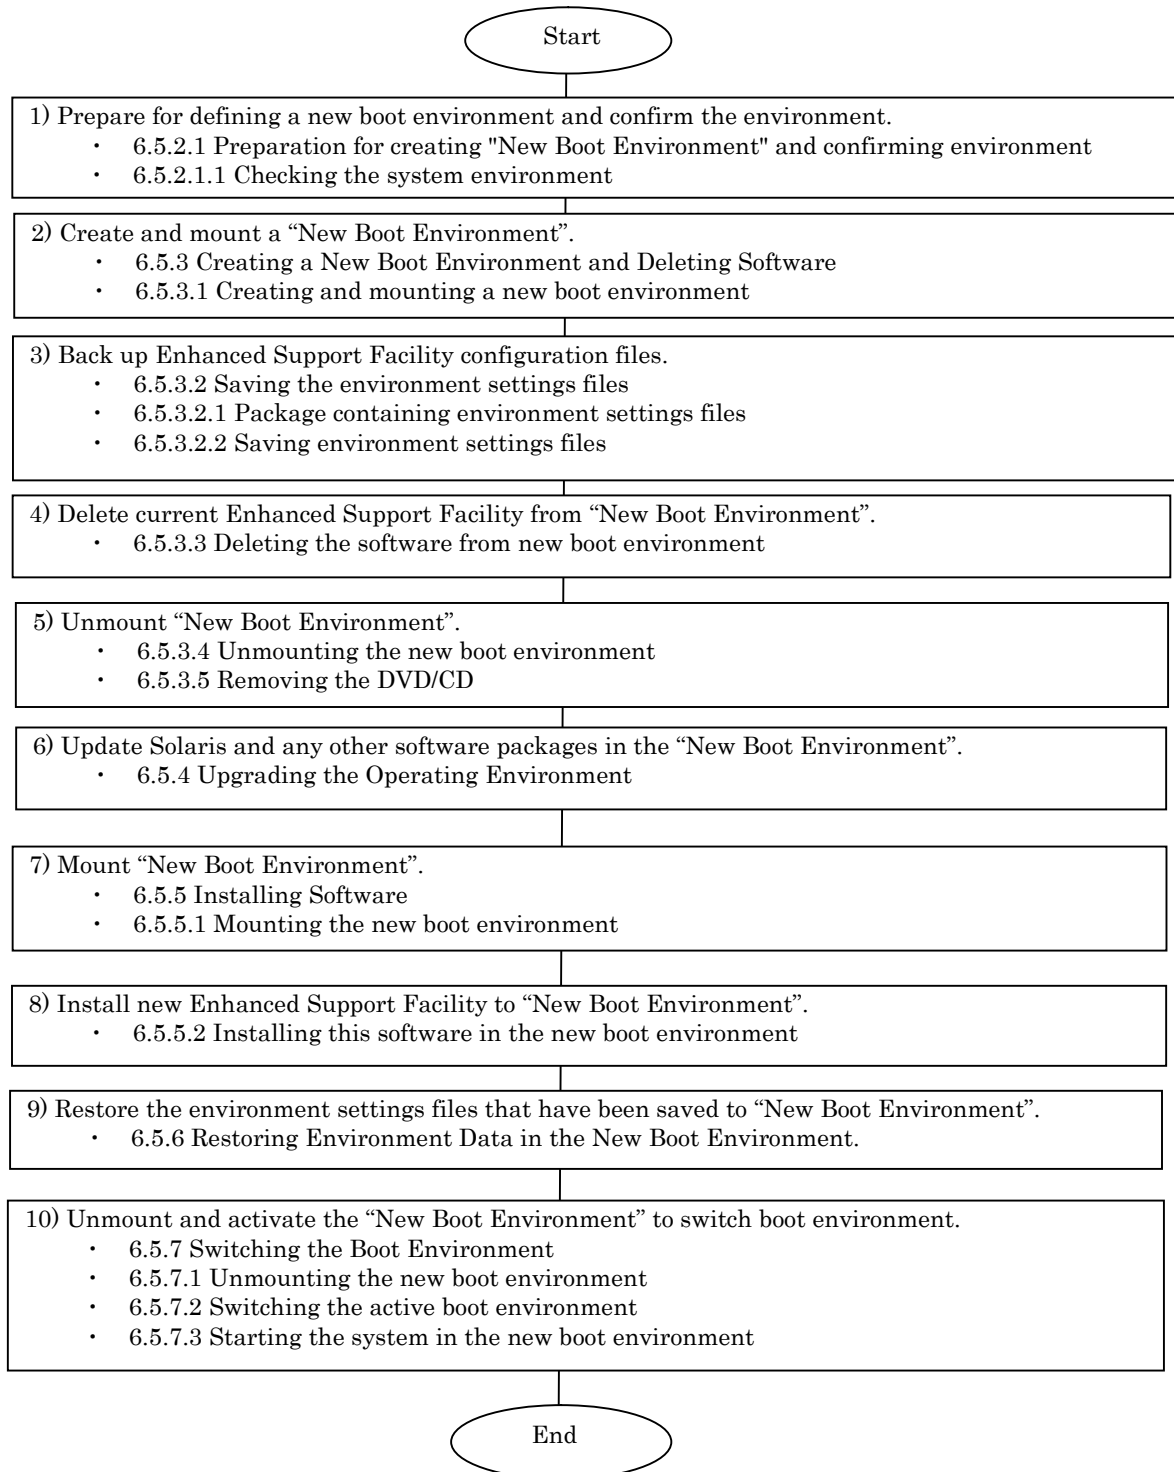 Start
1) Prepare for defining a new boot environment and confirm the environment.
・ 6.5.2.1 Preparation for creating "New Boot Environment" and confirming environment
・ 6.5.2.1.1 Checking the system environment
2) Create and mount a “New Boot Environment”.
・ 6.5.3 Creating a New Boot Environment and Deleting Software
・ 6.5.3.1 Creating and mounting a new boot environment
3) Back up Enhanced Support Facility configuration files.
・ 6.5.3.2 Saving the environment settings files
・ 6.5.3.2.1 Package containing environment settings files
・ 6.5.3.2.2 Saving environment settings files
4) Delete current Enhanced Support Facility from “New Boot Environment”.
・ 6.5.3.3 Deleting the software from new boot environment
5) Unmount “New Boot Environment”.
・ 6.5.3.4 Unmounting the new boot environment
・ 6.5.3.5 Removing the DVD/CD
6) Update Solaris and any other software packages in the “New Boot Environment”.
・ 6.5.4 Upgrading the Operating Environment
7) Mount “New Boot Environment”.
・ 6.5.5 Installing Software
・ 6.5.5.1 Mounting the new boot environment
8) Install new Enhanced Support Facility to “New Boot Environment”.
・ 6.5.5.2 Installing this software in the new boot environment
9) Restore the environment settings files that have been saved to “New Boot Environment”.
・ 6.5.6 Restoring Environment Data in the New Boot Environment.
10) Unmount and activate the “New Boot Environment” to switch boot environment.
・ 6.5.7 Switching the Boot Environment
・ 6.5.7.1 Unmounting the new boot environment
・ 6.5.7.2 Switching the active boot environment
・ 6.5.7.3 Starting the system in the new boot environment
End